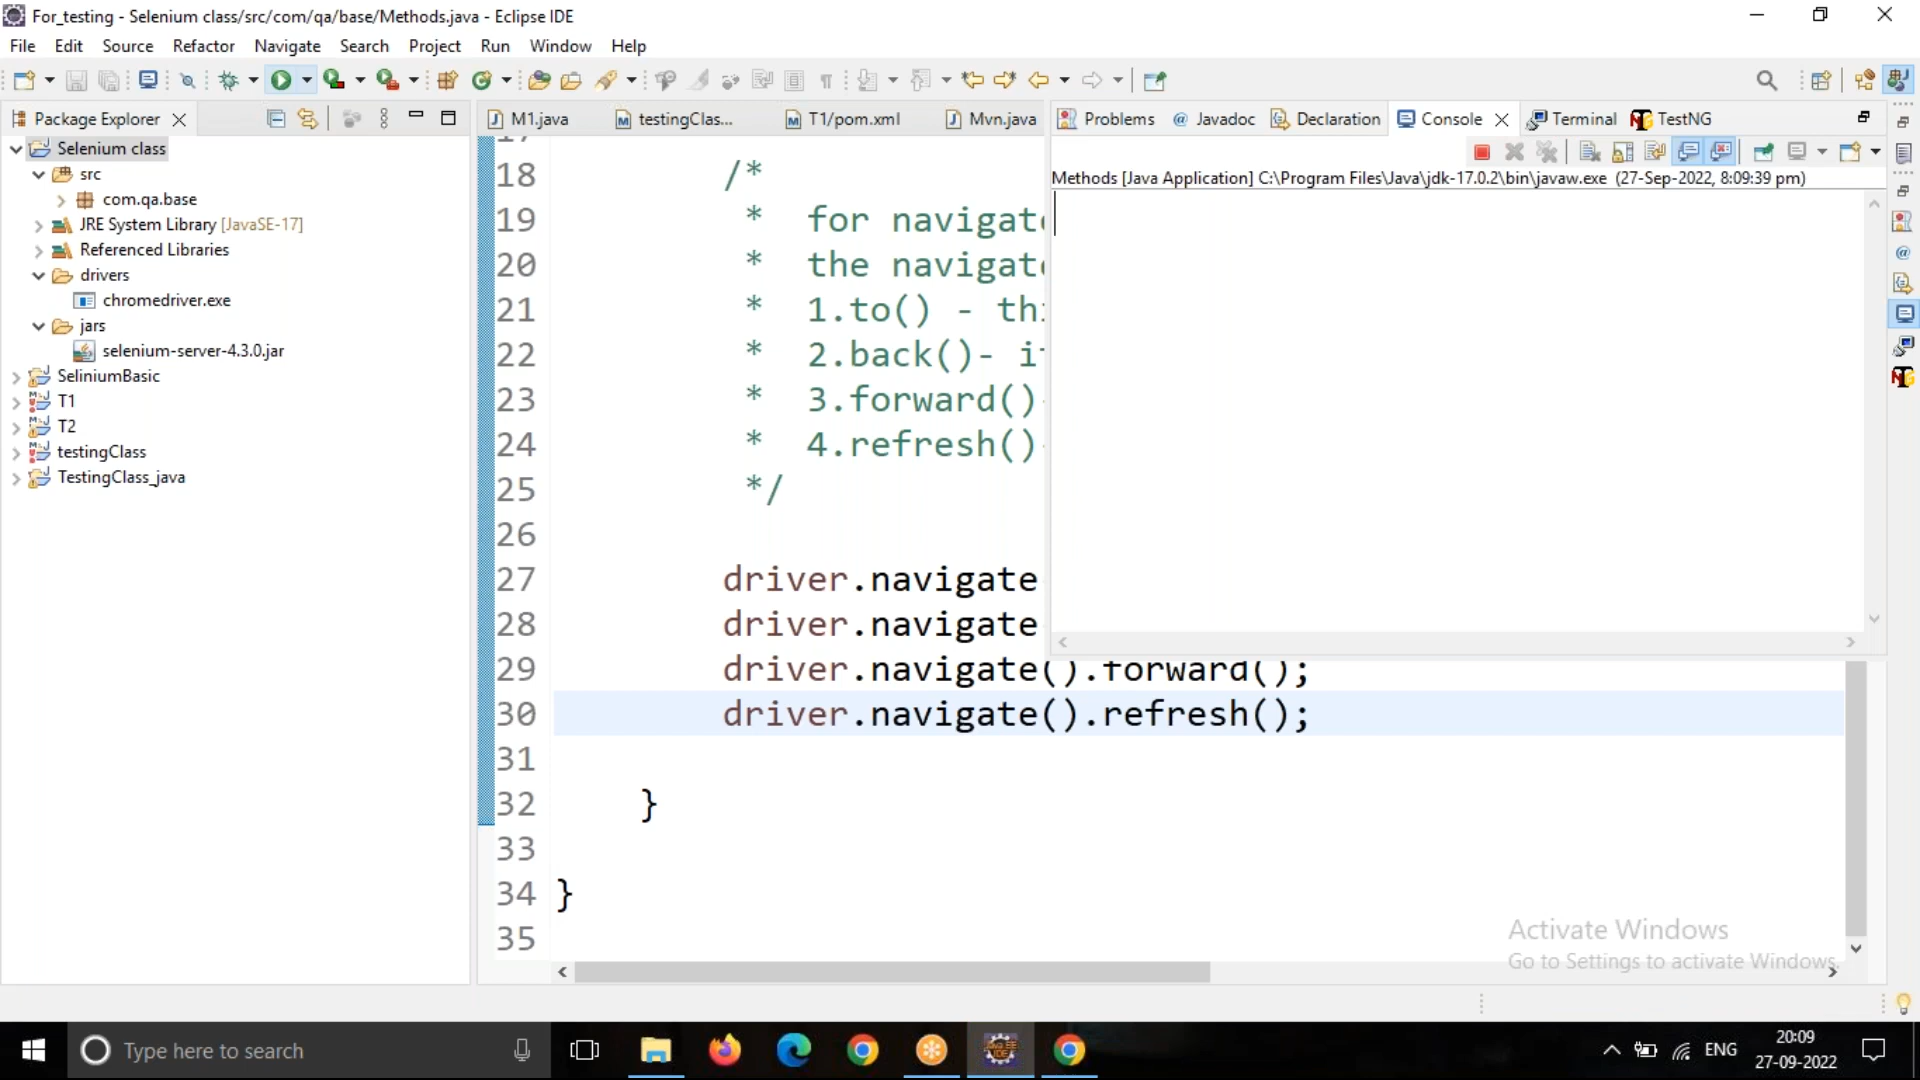 For_testing - Selenium class/src/com/qa/base/Methods.java - Eclipse IDE
File Edit Source Refactor Navigate Search Project Run Window Help
Package Explorer
Selenium class
src
com.qa.base
JRE System Library [JavaSE-17]
Referenced Libraries
drivers
chromedriver.exe
jars
selenium-server-4.3.0.jar
SeliniumBasic
T1
T2
testingClass
TestingClass_java
M1.java testingClas... T1/pom.xml Mvn.java
18 /*
19 * for navigat
20 * the navigat
21 * 1.to() - th
22 * 2.back()- i
23 * 3.forward()
24 * 4.refresh()
25 */
26
27 driver.navigate
28 driver.navigate
29 driver.navigate().forward();
30 driver.navigate().refresh();
31
32 }
33
34 }
35
Problems Javadoc Declaration Console Terminal TestNG
Methods [Java Application] C:\Program Files\Java\jdk-17.0.2\bin\javaw.exe (27-Sep-2022, 8:09:39 pm)
Activate Windows
Go to Settings to activate Windows.
Type here to search
ENG
20:09
27-09-2022